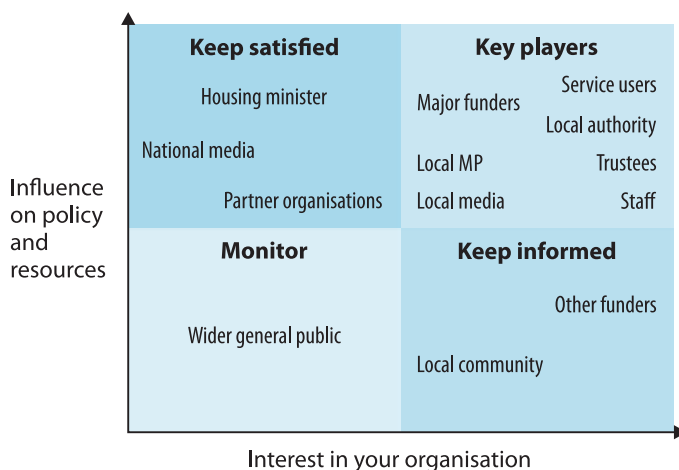 Keep satisfied
Housing minister
National media
Partner organisations
Key players
Service users
Major funders
Local authority
Local MP
Trustees
Local media
Staff
Influence
on policy
and
resources
Monitor
Wider general public
Keep informed
Other funders
Local community
Interest in your organisation